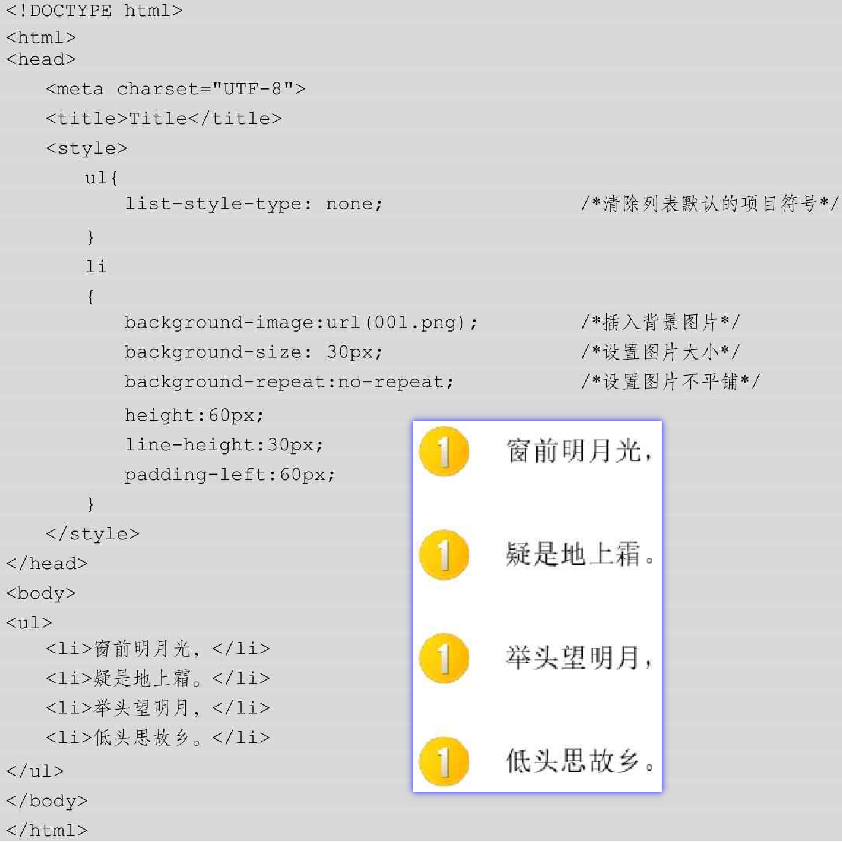 <!DOCTYPE html>
<html>
<head>
<meta charset="UTF-8">
<title>Title</title>
<style>
ul{
list-style-type: none; /*清除列表默认的项目符号*/
}
li
{
background-image:url(001.png); /*插入背景图片*/
background-size: 30px; /*设置图片大小*/
background-repeat:no-repeat; /*设置图片不平铺*/
height:60px;
line-height:30px;
padding-left:60px;
}
</style>
</head>
<body>
<ul>
<li>窗前明月光，</li>
<li>疑是地上霜。</li>
<li>举头望明月，</li>
<li>低头思故乡。</li>
</ul>
</body>
</html>
1 窗前明月光，
1 疑是地上霜。
1 举头望明月，
1 低头思故乡。